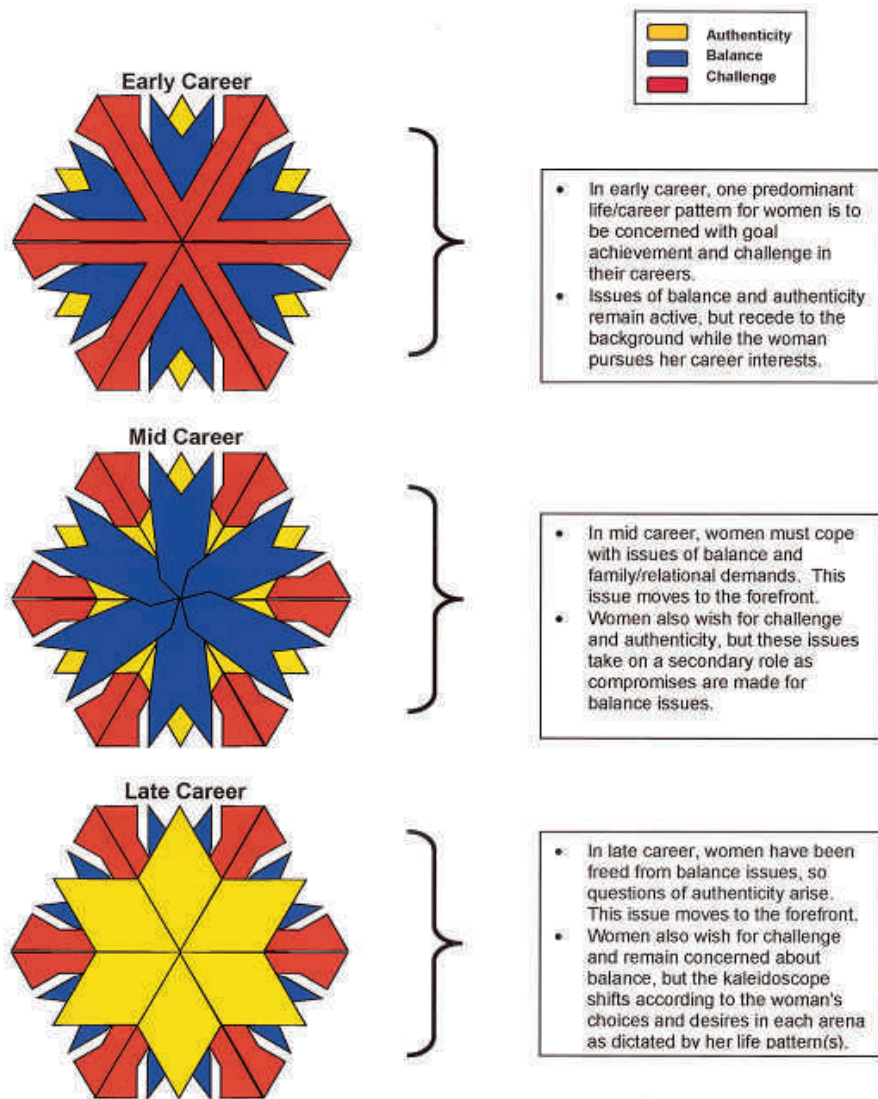 Authenticity
Balance
Challenge
Early Career
• In early career, one predominant
life/career pattern for women is to
be concerned with goal
achievement and challenge in
their careers.
• Issues of balance and authenticity
remain active, but recede to the
background while the woman
pursues her career interests.
Mid Career
• In mid career, women must cope
with issues of balance and
family/relational demands. This
issue moves to the forefront.
• Women also wish for challenge
and authenticity, but these issues
take on a secondary role as
compromises are made for
balance issues.
Late Career
• In late career, women have been
freed from balance issues, so
questions of authenticity arise.
This issue moves to the forefront.
• Women also wish for challenge
and remain concerned about
balance, but the kaleidoscope
shifts according to the woman's
choices and desires in each arena
as dictated by her life pattern(s).